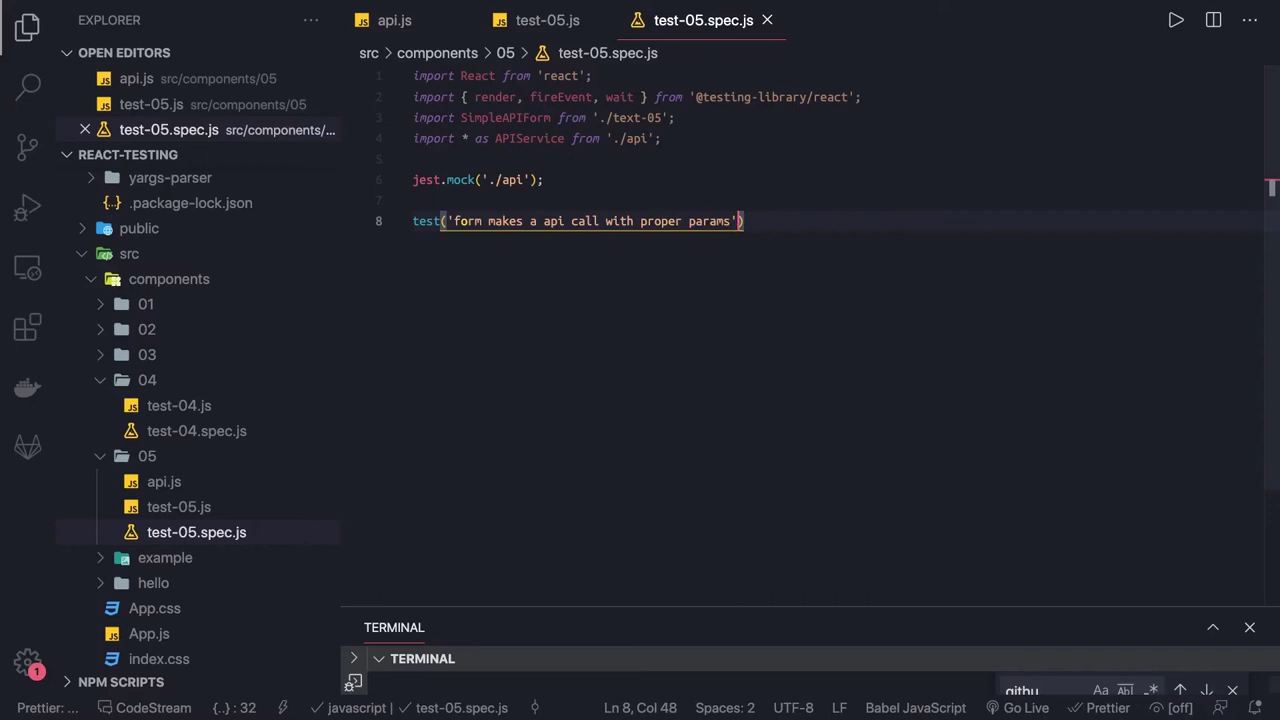 EXPLORER
OPEN EDITORS
api.js src/components/05
test-05.js src/components/05
test-05.spec.js src/components/...
REACT-TESTING
yargs-parser
.package-lock.json
public
src
components
01
02
03
04
test-04.js
test-04.spec.js
05
api.js
test-05.js
test-05.spec.js
example
hello
App.css
App.js
index.css
NPM SCRIPTS
api.js test-05.js test-05.spec.js
src > components > 05 > test-05.spec.js
1 import React from 'react';
2 import { render, fireEvent, wait } from '@testing-library/react';
3 import SimpleAPIForm from './text-05';
4 import * as APIService from './api';
5
6 jest.mock('./api');
7
8 test('form makes a api call with proper params')
TERMINAL
TERMINAL
githu Aa Abl .*
1
Prettier: ... {..} : 32 CodeStream javascript test-05.spec.js Ln 8, Col 48 Spaces: 2 UTF-8 LF Babel JavaScript Go Live Prettier [off]